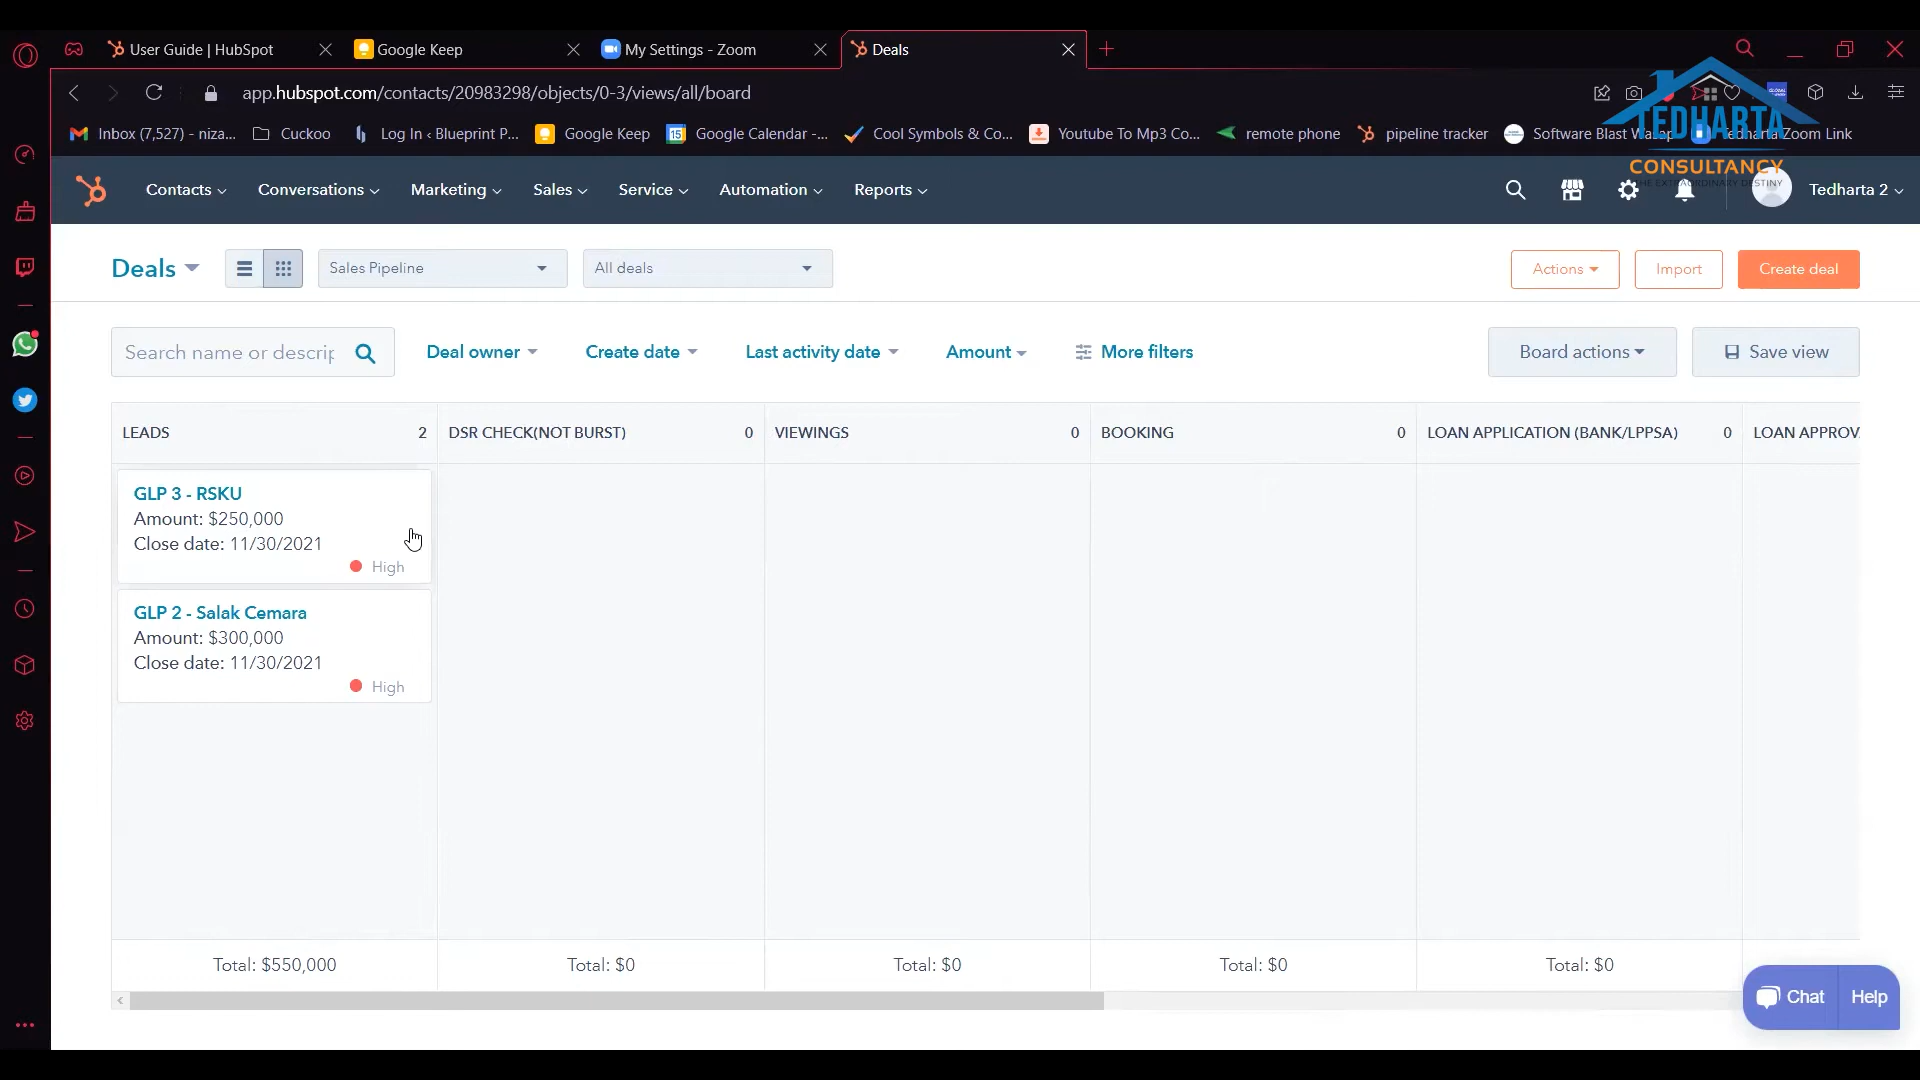 User Guide | HubSpot
Google Keep
My Settings - Zoom
Deals
app.hubspot.com/contacts/20983298/objects/0-3/views/all/board
Inbox (7,527) - niza...
Cuckoo
Log In ‹ Blueprint P...
Google Keep
Google Calendar -...
Cool Symbols & Co...
Youtube To Mp3 Co...
remote phone
pipeline tracker
Software Blast Wasap
Tedharta Zoom Link
TEDHARTA
CONSULTANCY
THE EXTRAORDINARY DESTINY
Contacts
Conversations
Marketing
Sales
Service
Automation
Reports
Tedharta 2
Deals
Sales Pipeline
All deals
Actions
Import
Create deal
Search name or descrip
Deal owner
Create date
Last activity date
Amount
More filters
Board actions
Save view
LEADS 2
DSR CHECK(NOT BURST) 0
VIEWINGS 0
BOOKING 0
LOAN APPLICATION (BANK/LPPSA) 0
LOAN APPROV
GLP 3 - RSKU
Amount: $250,000
Close date: 11/30/2021
High
GLP 2 - Salak Cemara
Amount: $300,000
Close date: 11/30/2021
High
Total: $550,000
Total: $0
Total: $0
Total: $0
Total: $0
Chat
Help